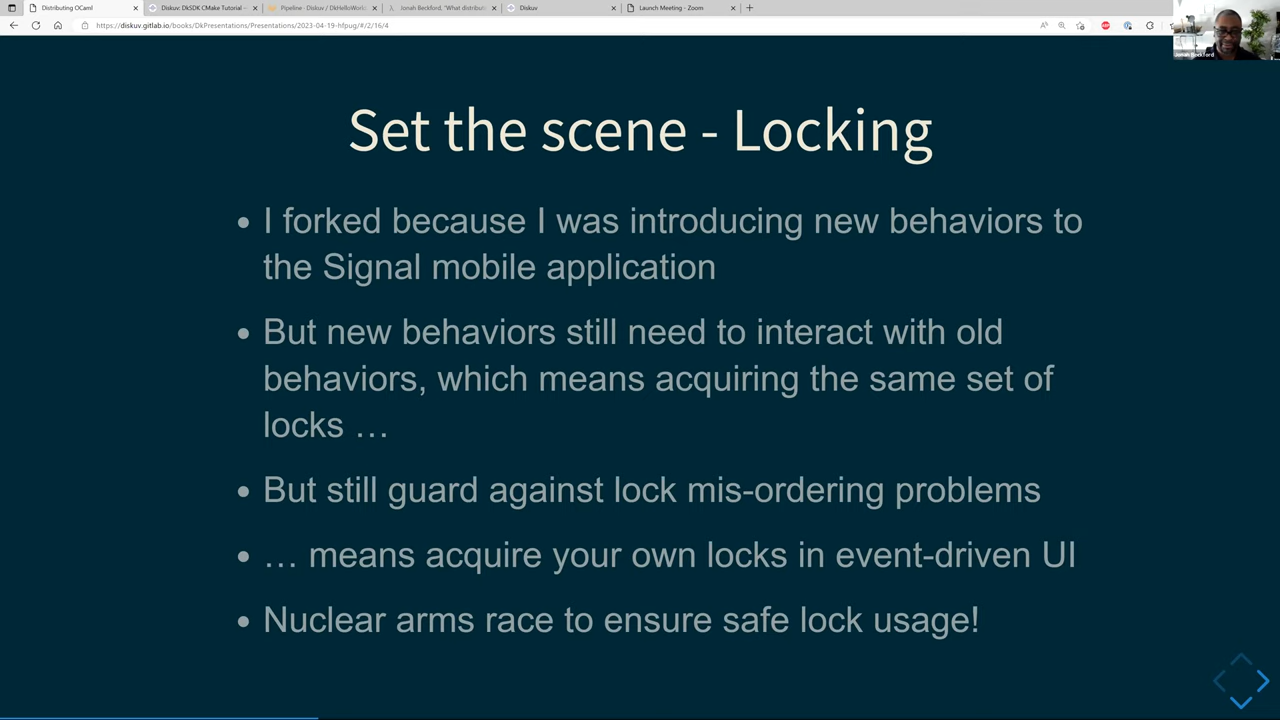 Distributing OCaml
Diskuv: DkSDK CMake Tutorial -
Pipeline - Diskuv / DkHelloWorl
Jonah Beckford, "What distribut
Diskuv
Launch Meeting - Zoom
https://diskuv.gitlab.io/books/DkPresentations/Presentations/2023-04-19-hfpug/#/2/16/4
Jonah Beckford
Set the scene - Locking
• I forked because I was introducing new behaviors to
the Signal mobile application
• But new behaviors still need to interact with old
behaviors, which means acquiring the same set of
locks …
• But still guard against lock mis-ordering problems
• … means acquire your own locks in event-driven UI
• Nuclear arms race to ensure safe lock usage!